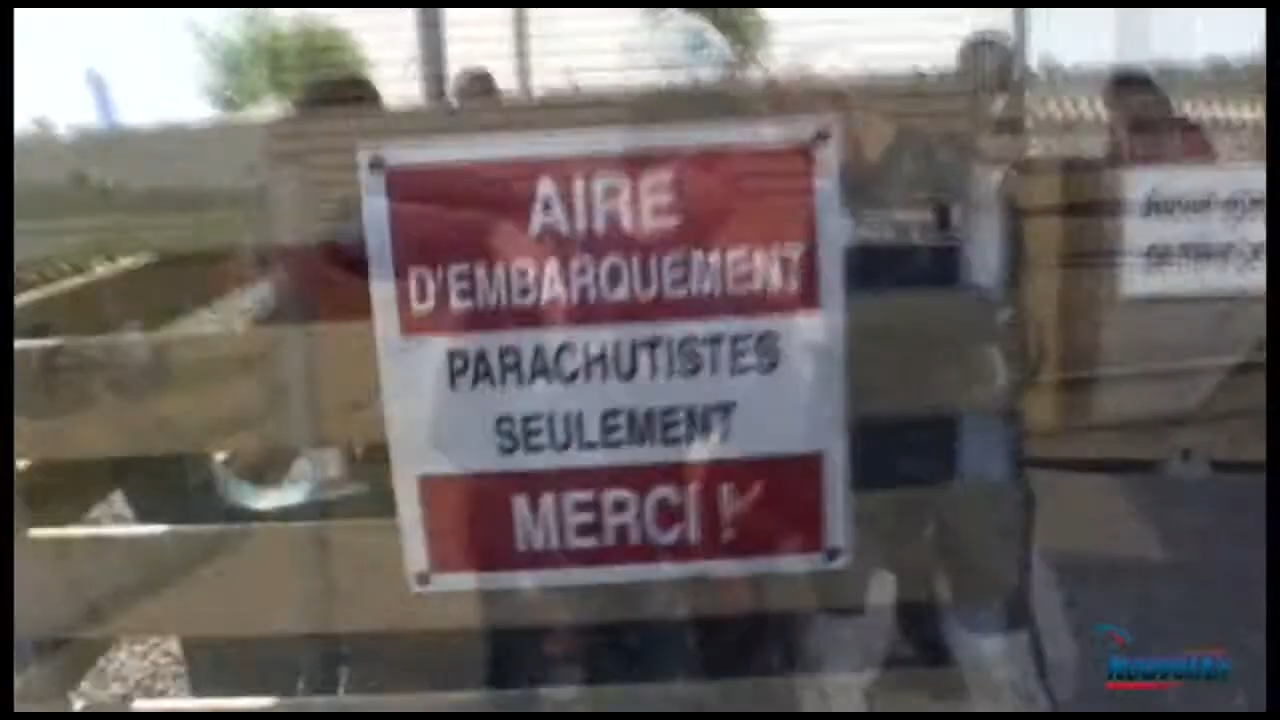 AIRE
D'EMBARQUEMENT
PARACHUTISTES
SEULEMENT
MERCI !